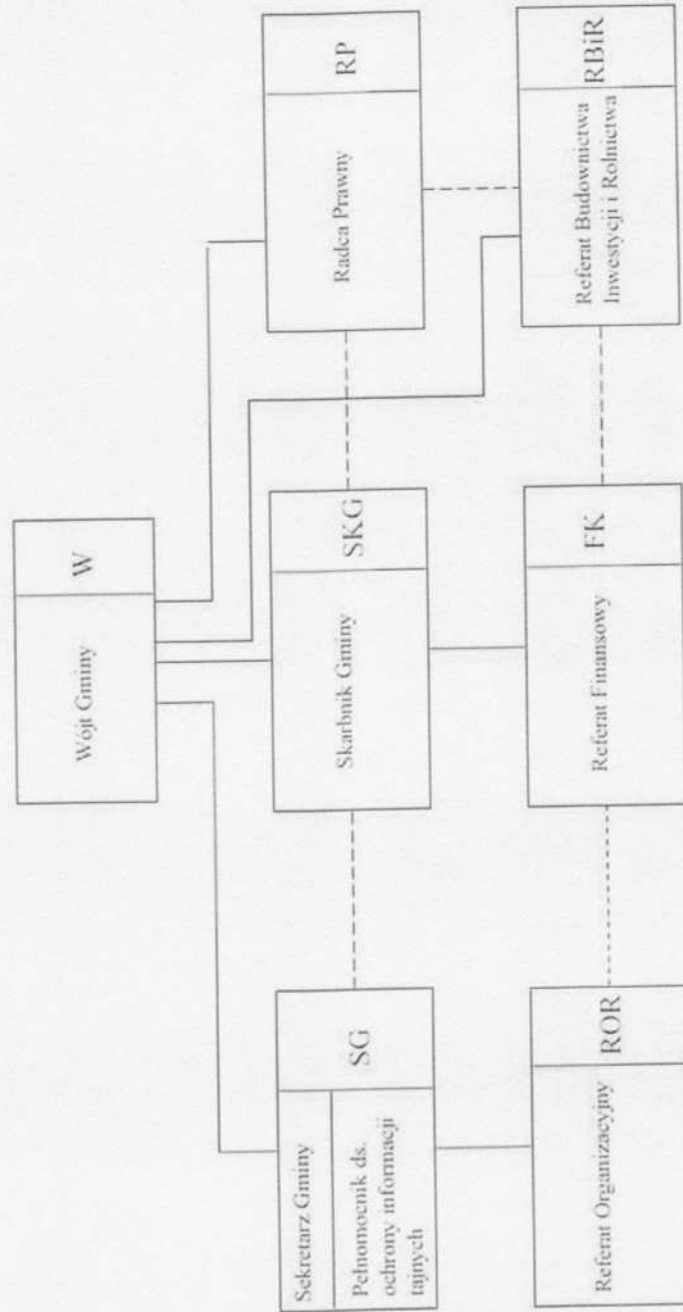 Wójt Gminy
W
Sekretarz Gminy
Pełnomocnik ds.
ochrony informacji
tajnych
SG
Skarbnik Gminy
SKG
Radca Prawny
RP
Referat Organizacyjny
ROR
Referat Finansowy
FK
Referat Budownictwa
Inwestycji i Rolnictwa
RBiR